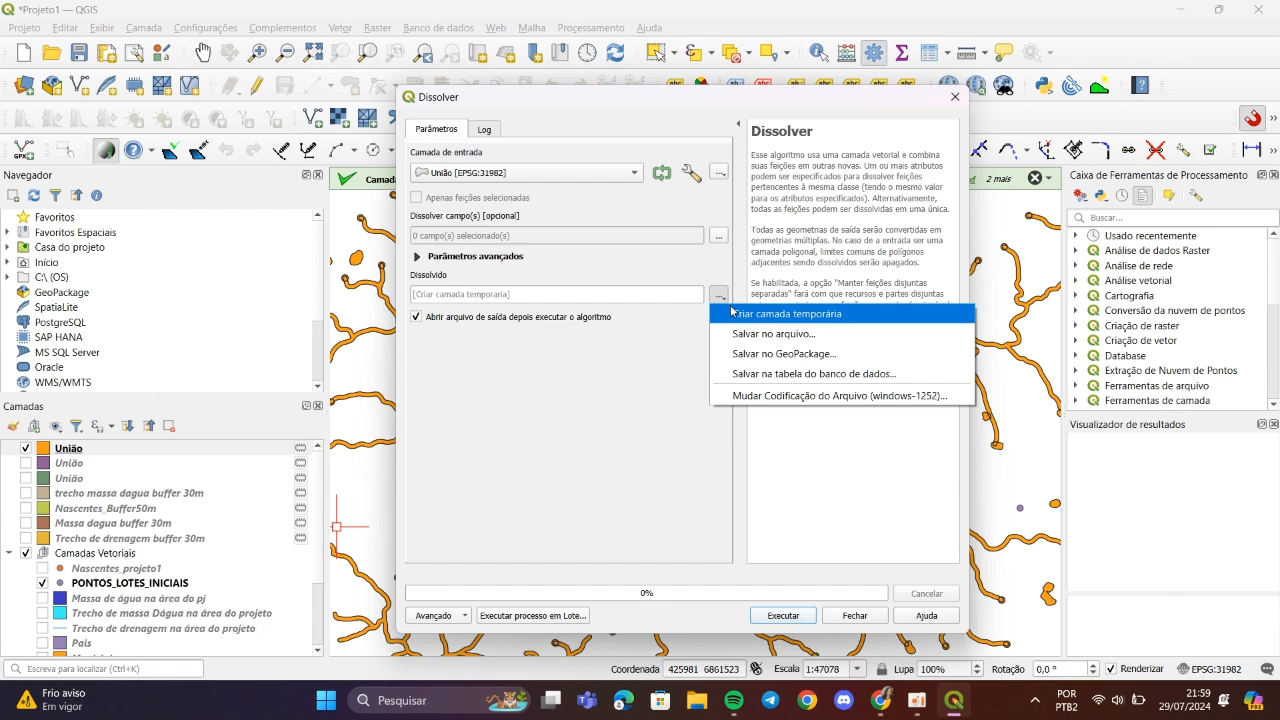 *Projeto1 — QGIS
Projeto Editar Exibir Camada Configurações Complementos Vetor Raster Banco de dados Web Malha Processamento Ajuda
Dissolver
Parâmetros Log
Camada de entrada
União [EPSG:31982]
Apenas feições selecionadas
Dissolver campo(s) [opcional]
0 campo(s) selecionado(s)
Parâmetros avançados
Dissolvido
[Criar camada temporaria]
Abrir arquivo de saída depois executar o algoritmo
Criar camada temporária
Salvar no arquivo...
Salvar no GeoPackage...
Salvar na tabela do banco de dados...
Mudar Codificação do Arquivo (windows-1252)...
Dissolver
Esse algoritmo usa uma camada vetorial e combina
suas feições em outras novas. Um ou mais atributos
podem ser especificados para dissolver feições
pertencentes à mesma classe (tendo o mesmo valor
para os atributos especificados). Alternativamente,
todas as feições podem ser dissolvidas em uma única.
Todas as geometrias de saída serão convertidas em
geometrias múltiplas. No caso de a entrada ser uma
camada poligonal, limites comuns de polígonos
adjacentes sendo dissolvidos serão apagados.
Se habilitada, a opção "Manter feições disjuntas
separadas" fará com que recursos e partes disjuntas
0%
Cancelar
Avançado Executar processo em Lote... Executar Fechar Ajuda
Navegador
Favoritos
Favoritos Espaciais
Casa do projeto
Início
C:\ (OS)
GeoPackage
SpatiaLite
PostgreSQL
SAP HANA
MS SQL Server
Oracle
WMS/WMTS
Camadas
União
União
União
trecho massa dagua buffer 30m
Nascentes_Buffer50m
Massa dagua buffer 30m
Trecho de drenagem buffer 30m
Camadas Vetoriais
Nascentes_projeto1
PONTOS_LOTES_INICIAIS
Massa de água na área do pj
Trecho de massa Dágua na área do projeto
Trecho de drenagem na área do projeto
Pais
Camad
2 mais
Caixa de Ferramentas de Processamento
Buscar...
Usado recentemente
Análise de dados Raster
Análise de rede
Análise vetorial
Cartografia
Conversão da nuvem de pontos
Criação de raster
Criação de vetor
Database
Extração de Nuvem de Pontos
Ferramentas de arquivo
Ferramentas de camada
Visualizador de resultados
Escreva para localizar (Ctrl+K)
Coordenada 425981 6861523 Escala 1:47078 Lupa 100% Rotação 0,0 ° Renderizar EPSG:31982
Frio aviso
Em vigor
Pesquisar
POR
PTB2
21:59
29/07/2024